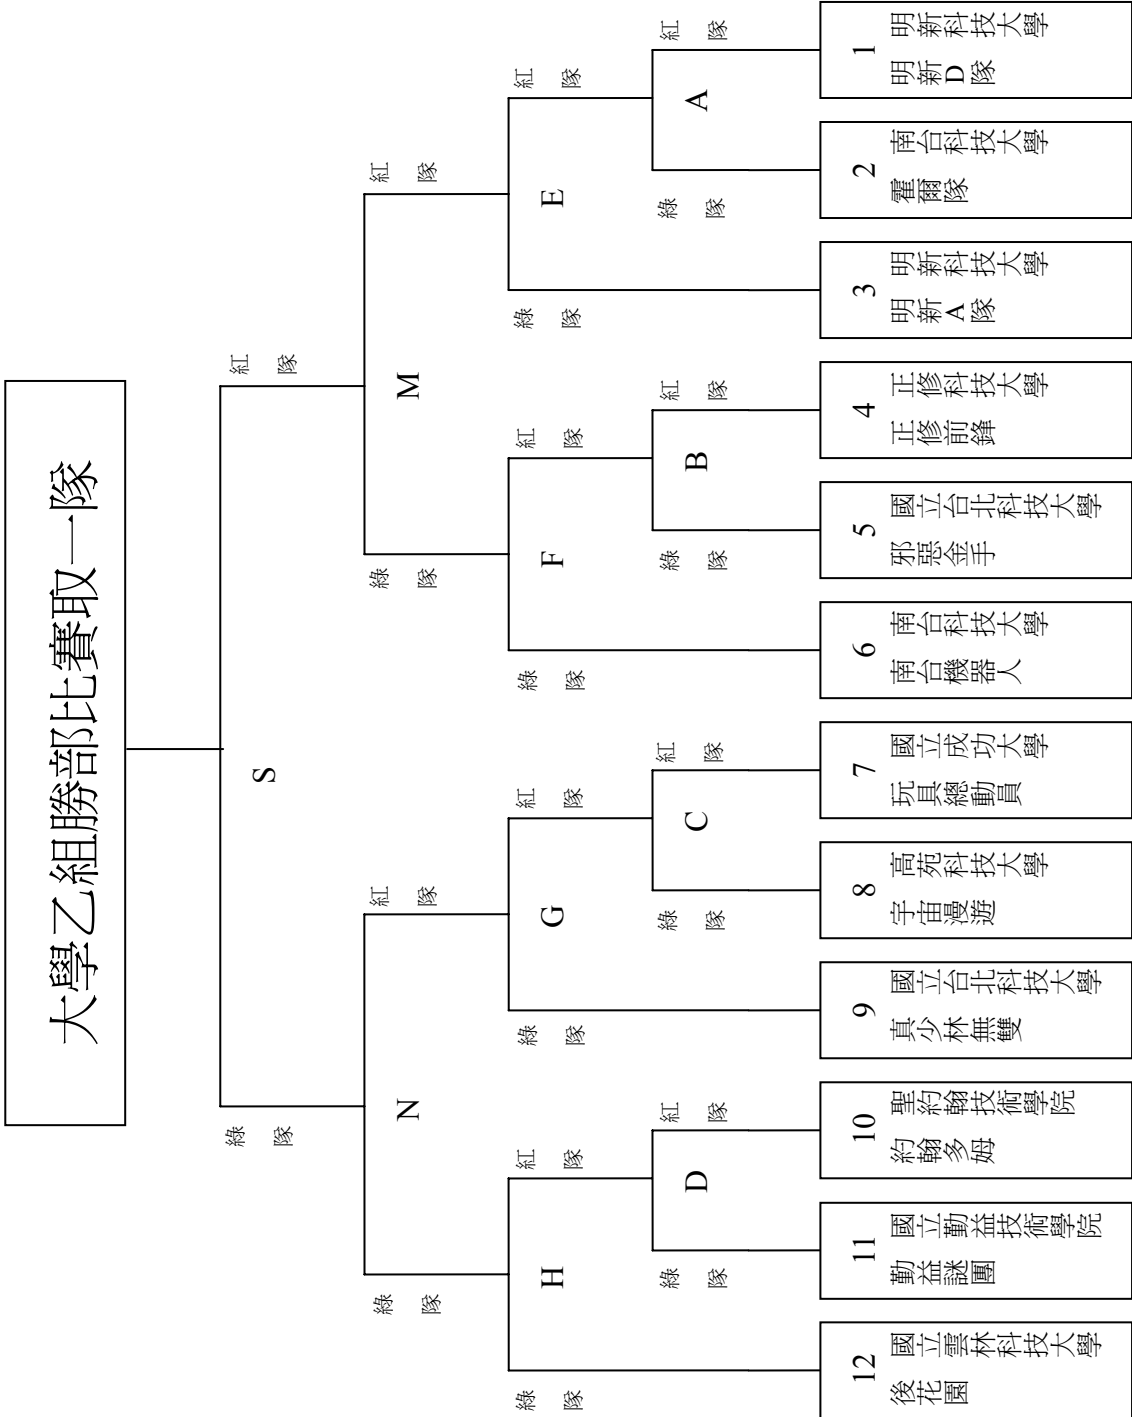 大學乙組勝部比賽取一隊
綠隊
紅隊
S
綠隊
紅隊
綠隊
紅隊
N
M
綠隊
紅隊
綠隊
紅隊
綠隊
紅隊
綠隊
紅隊
H
G
F
E
綠隊
紅隊
綠隊
紅隊
綠隊
紅隊
綠隊
紅隊
D
C
B
A
12
國立雲林科技大學
後花園
11
國立勤益技術學院
勤益謎團
10
聖約翰技術學院
約翰多姆
9
國立台北科技大學
真少林無雙
8
高苑科技大學
宇宙漫遊
7
國立成功大學
玩具總動員
6
南台科技大學
南台機器人
5
國立台北科技大學
邪惡金手
4
正修科技大學
正修前鋒
3
明新科技大學
明新A隊
2
南台科技大學
霍爾隊
1
明新科技大學
明新D隊